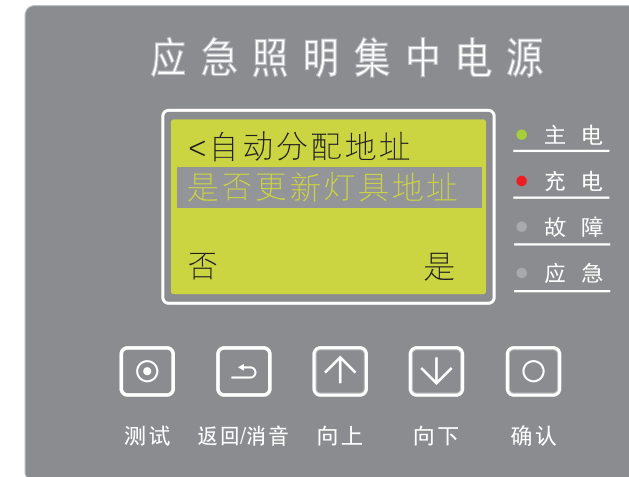 应急照明集中电源
<自动分配地址
是否更新灯具地址
否 是
主电
充电
故障
应急
测试 返回/消音 向上 向下 确认